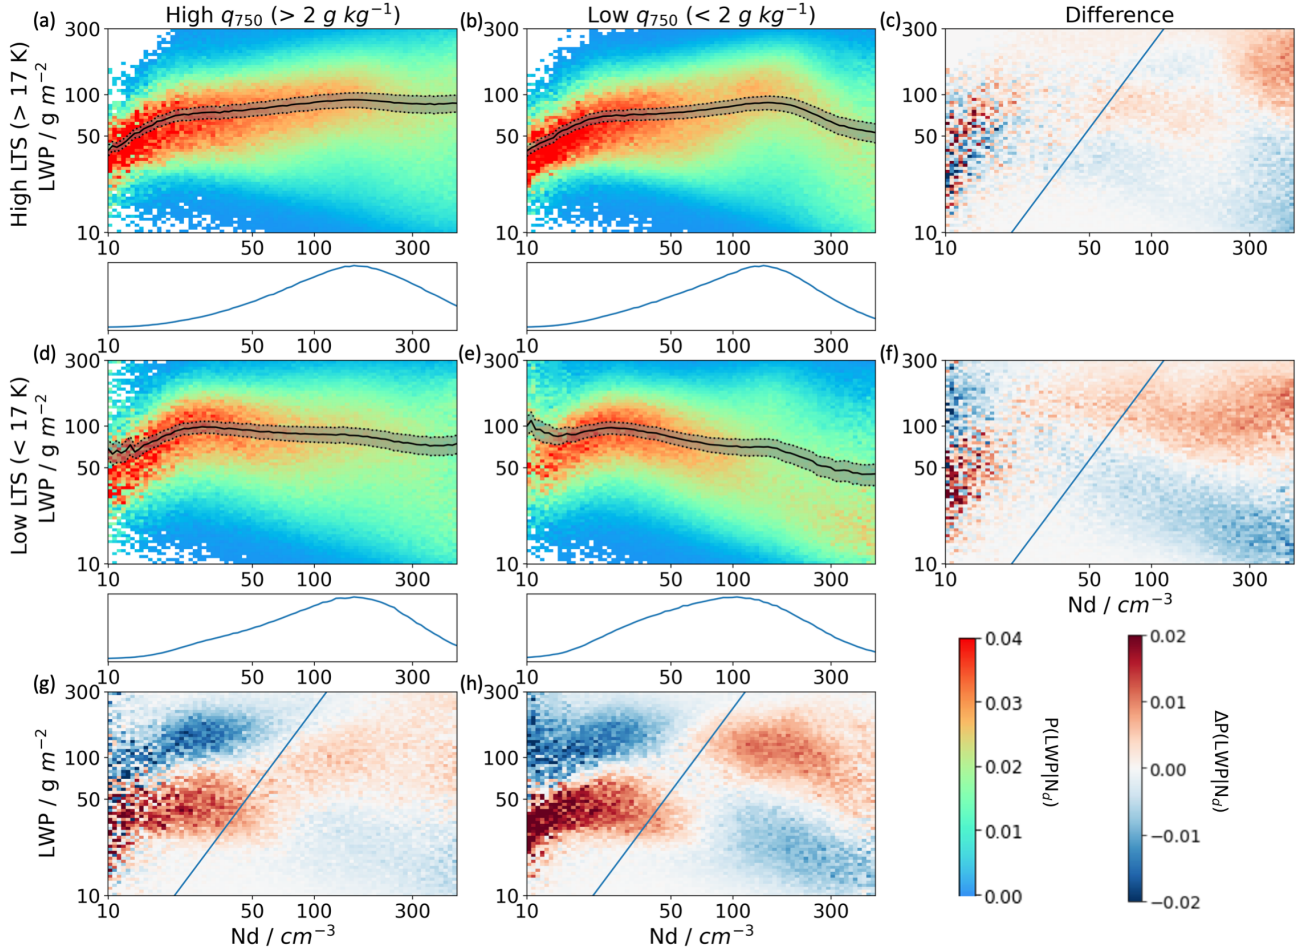 (a) High q750 (> 2 g kg−1) (b) Low q750 (< 2 g kg−1) (c) Difference
High LTS (> 17 K)
LWP / g m−2
300 300 300
100 100 100
50 50 50
10 10 10
10 50 100 300 10 50 100 300 10 50 100 300
10 50 100 300 10 50 100 300
(d) (e) (f)
Low LTS (< 17 K)
LWP / g m−2
300 300 300
100 100 100
50 50 50
10 10 10
10 50 100 300 10 50 100 300 10 50 100 300
Nd / cm−3
10 50 100 300 10 50 100 300
(g) (h)
LWP / g m−2
300 300
100 100
50 50
10 10
10 50 100 300 10 50 100 300
Nd / cm−3 Nd / cm−3
0.04
0.03
0.02
0.01
0.00
P(LWP|Nd)
0.02
0.01
0.00
−0.01
−0.02
ΔP(LWP|Nd)